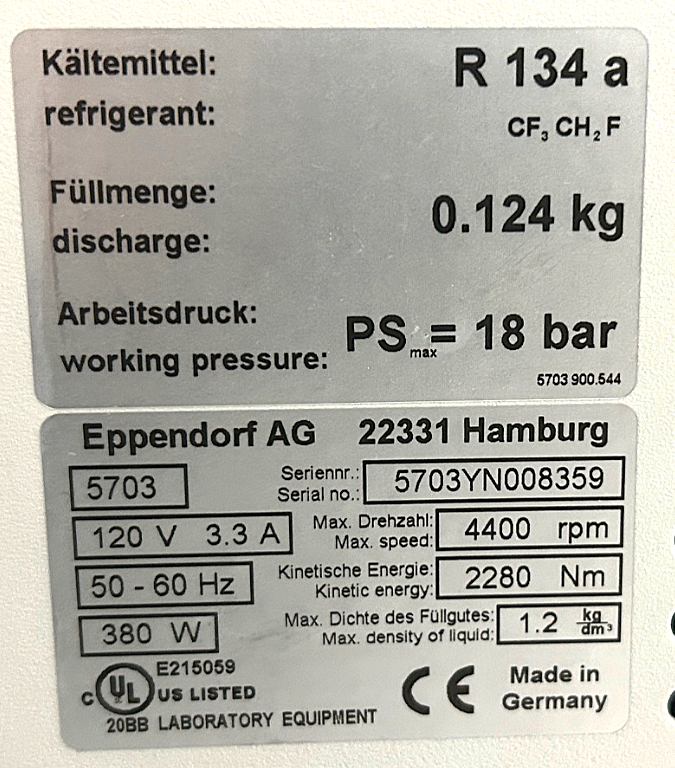 Kältemittel: R 134 a
refrigerant: CF₃ CH₂ F
Füllmenge: 0.124 kg
discharge:
Arbeitsdruck:
working pressure: PSmax = 18 bar
5703 900.544
Eppendorf AG 22331 Hamburg
5703 Seriennr.: 5703YN008359
Serial no.:
120 V 3.3 A Max. Drehzahl: 4400 rpm
Max. speed:
50 - 60 Hz Kinetische Energie: 2280 Nm
Kinetic energy:
380 W Max. Dichte des Füllgutes: 1.2 kg/dm³
Max. density of liquid:
E215059
c UL US LISTED CE Made in
Germany
20BB LABORATORY EQUIPMENT